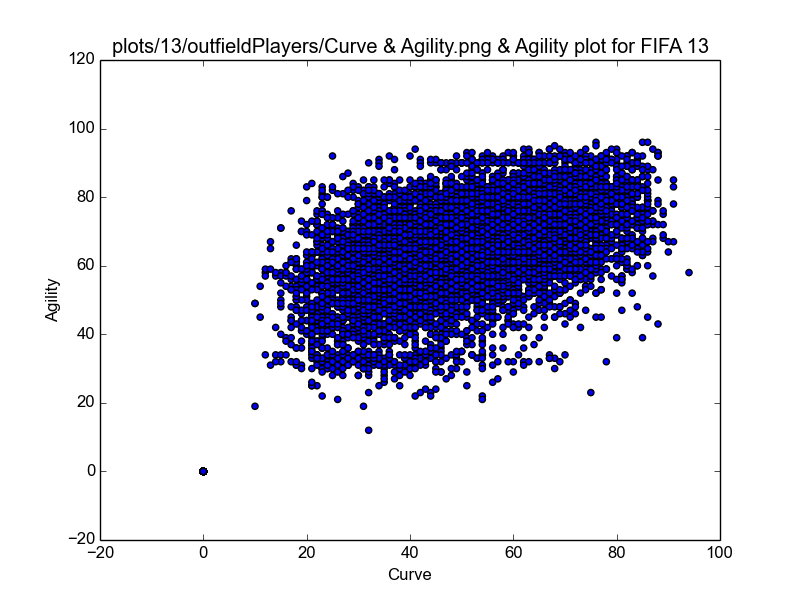 plots/13/outfieldPlayers/Curve & Agility.png & Agility plot for FIFA 13
120
100
80
60
40
20
0
−20
Agility
−20 0 20 40 60 80 100
Curve